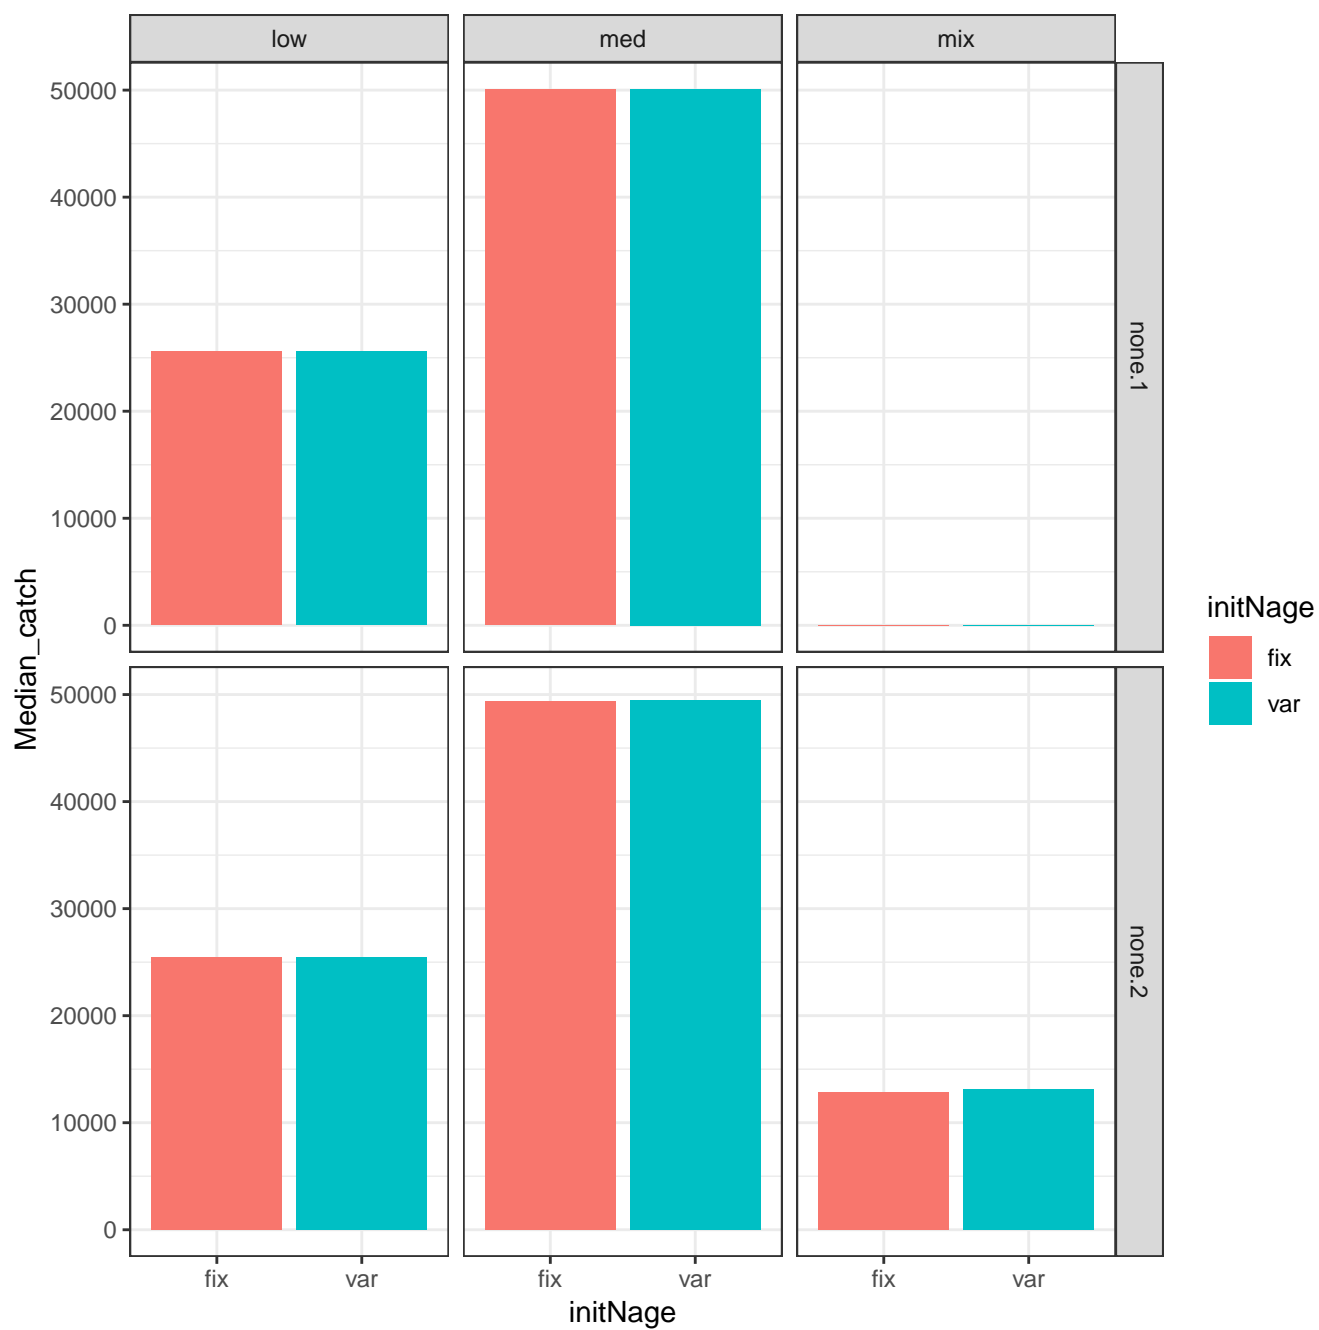 low
med
mix
50000
40000
30000
20000
10000
0
none.1
50000
40000
30000
20000
10000
0
none.2
fix
var
fix
var
fix
var
initNage
Median_catch
initNage
fix
var